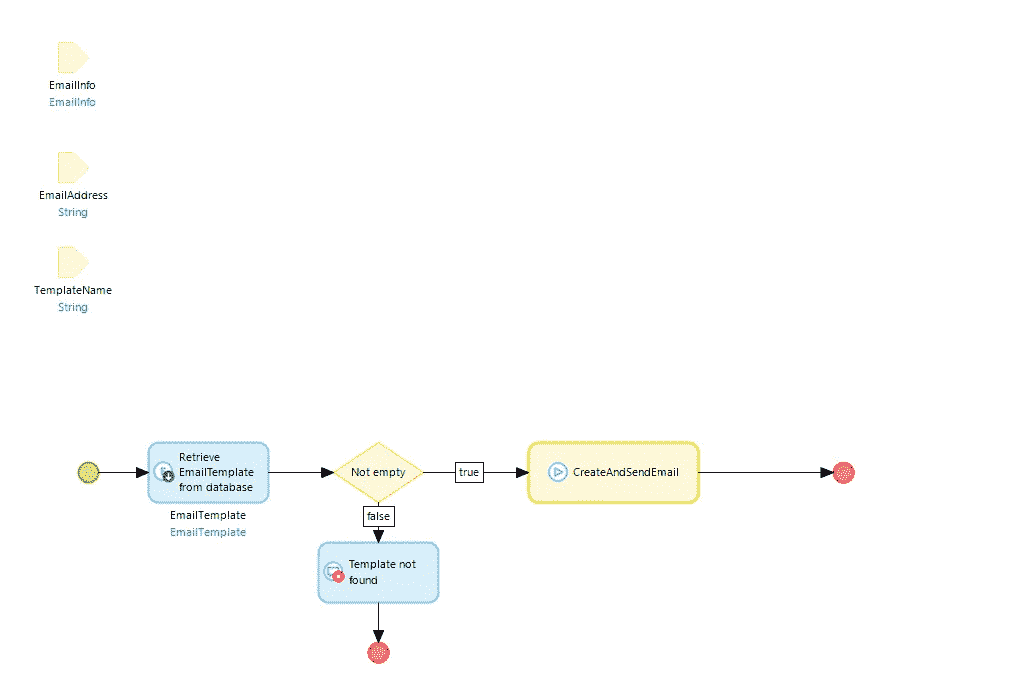 EmailInfo
EmailInfo
EmailAddress
String
TemplateName
String
Retrieve
EmailTemplate
from database
EmailTemplate
EmailTemplate
Not empty
true
CreateAndSendEmail
false
Template not
found